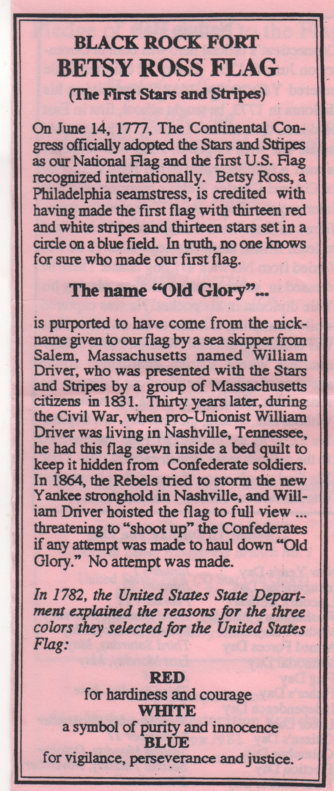 BLACK ROCK FORT
BETSY ROSS FLAG
(The First Stars and Stripes)
On June 14, 1777, The Continental Con-
gress officially adopted the Stars and Stripes
as our National Flag and the first U.S. Flag
recognized internationally. Betsy Ross, a
Philadelphia seamstress, is credited with
having made the first flag with thirteen red
and white stripes and thirteen stars set in a
circle on a blue field. In truth, no one knows
for sure who made our first flag.
The name “Old Glory”...
is purported to have come from the nick-
name given to our flag by a sea skipper from
Salem, Massachusetts named William
Driver, who was presented with the Stars
and Stripes by a group of Massachusetts
citizens in 1831. Thirty years later, during
the Civil War, when pro-Unionist William
Driver was living in Nashville, Tennessee,
he had this flag sewn inside a bed quilt to
keep it hidden from Confederate soldiers.
In 1864, the Rebels tried to storm the new
Yankee stronghold in Nashville, and Will-
iam Driver hoisted the flag to full view ...
threatening to “shoot up” the Confederates
if any attempt was made to haul down “Old
Glory.” No attempt was made.
In 1782, the United States State Depart-
ment explained the reasons for the three
colors they selected for the United States
Flag:
RED
for hardiness and courage
WHITE
a symbol of purity and innocence
BLUE
for vigilance, perseverance and justice.